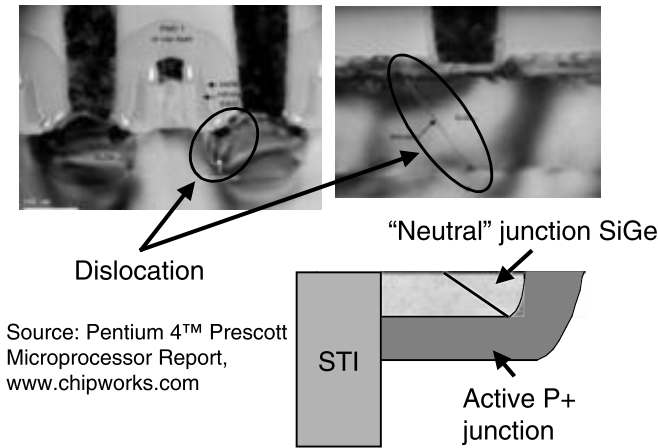 Dislocation
"Neutral" junction SiGe
Source: Pentium 4™ Prescott
Microprocessor Report,
www.chipworks.com
STI
Active P+
junction